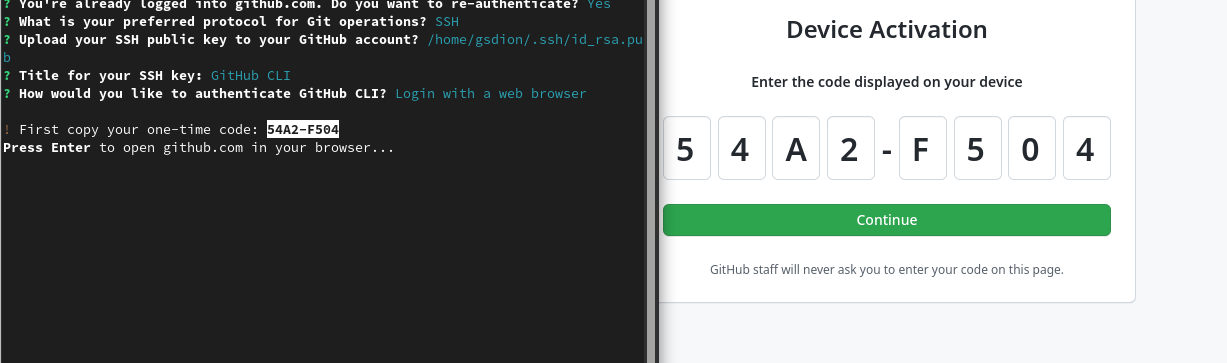 ? You're already logged into github.com. Do you want to re-authenticate? Yes
? What is your preferred protocol for Git operations? SSH
? Upload your SSH public key to your GitHub account? /home/gsdion/.ssh/id_rsa.pu
b
? Title for your SSH key: GitHub CLI
? How would you like to authenticate GitHub CLI? Login with a web browser
! First copy your one-time code: 54A2-F504
Press Enter to open github.com in your browser...
Device Activation
Enter the code displayed on your device
5 4 A 2 - F 5 0 4
Continue
GitHub staff will never ask you to enter your code on this page.